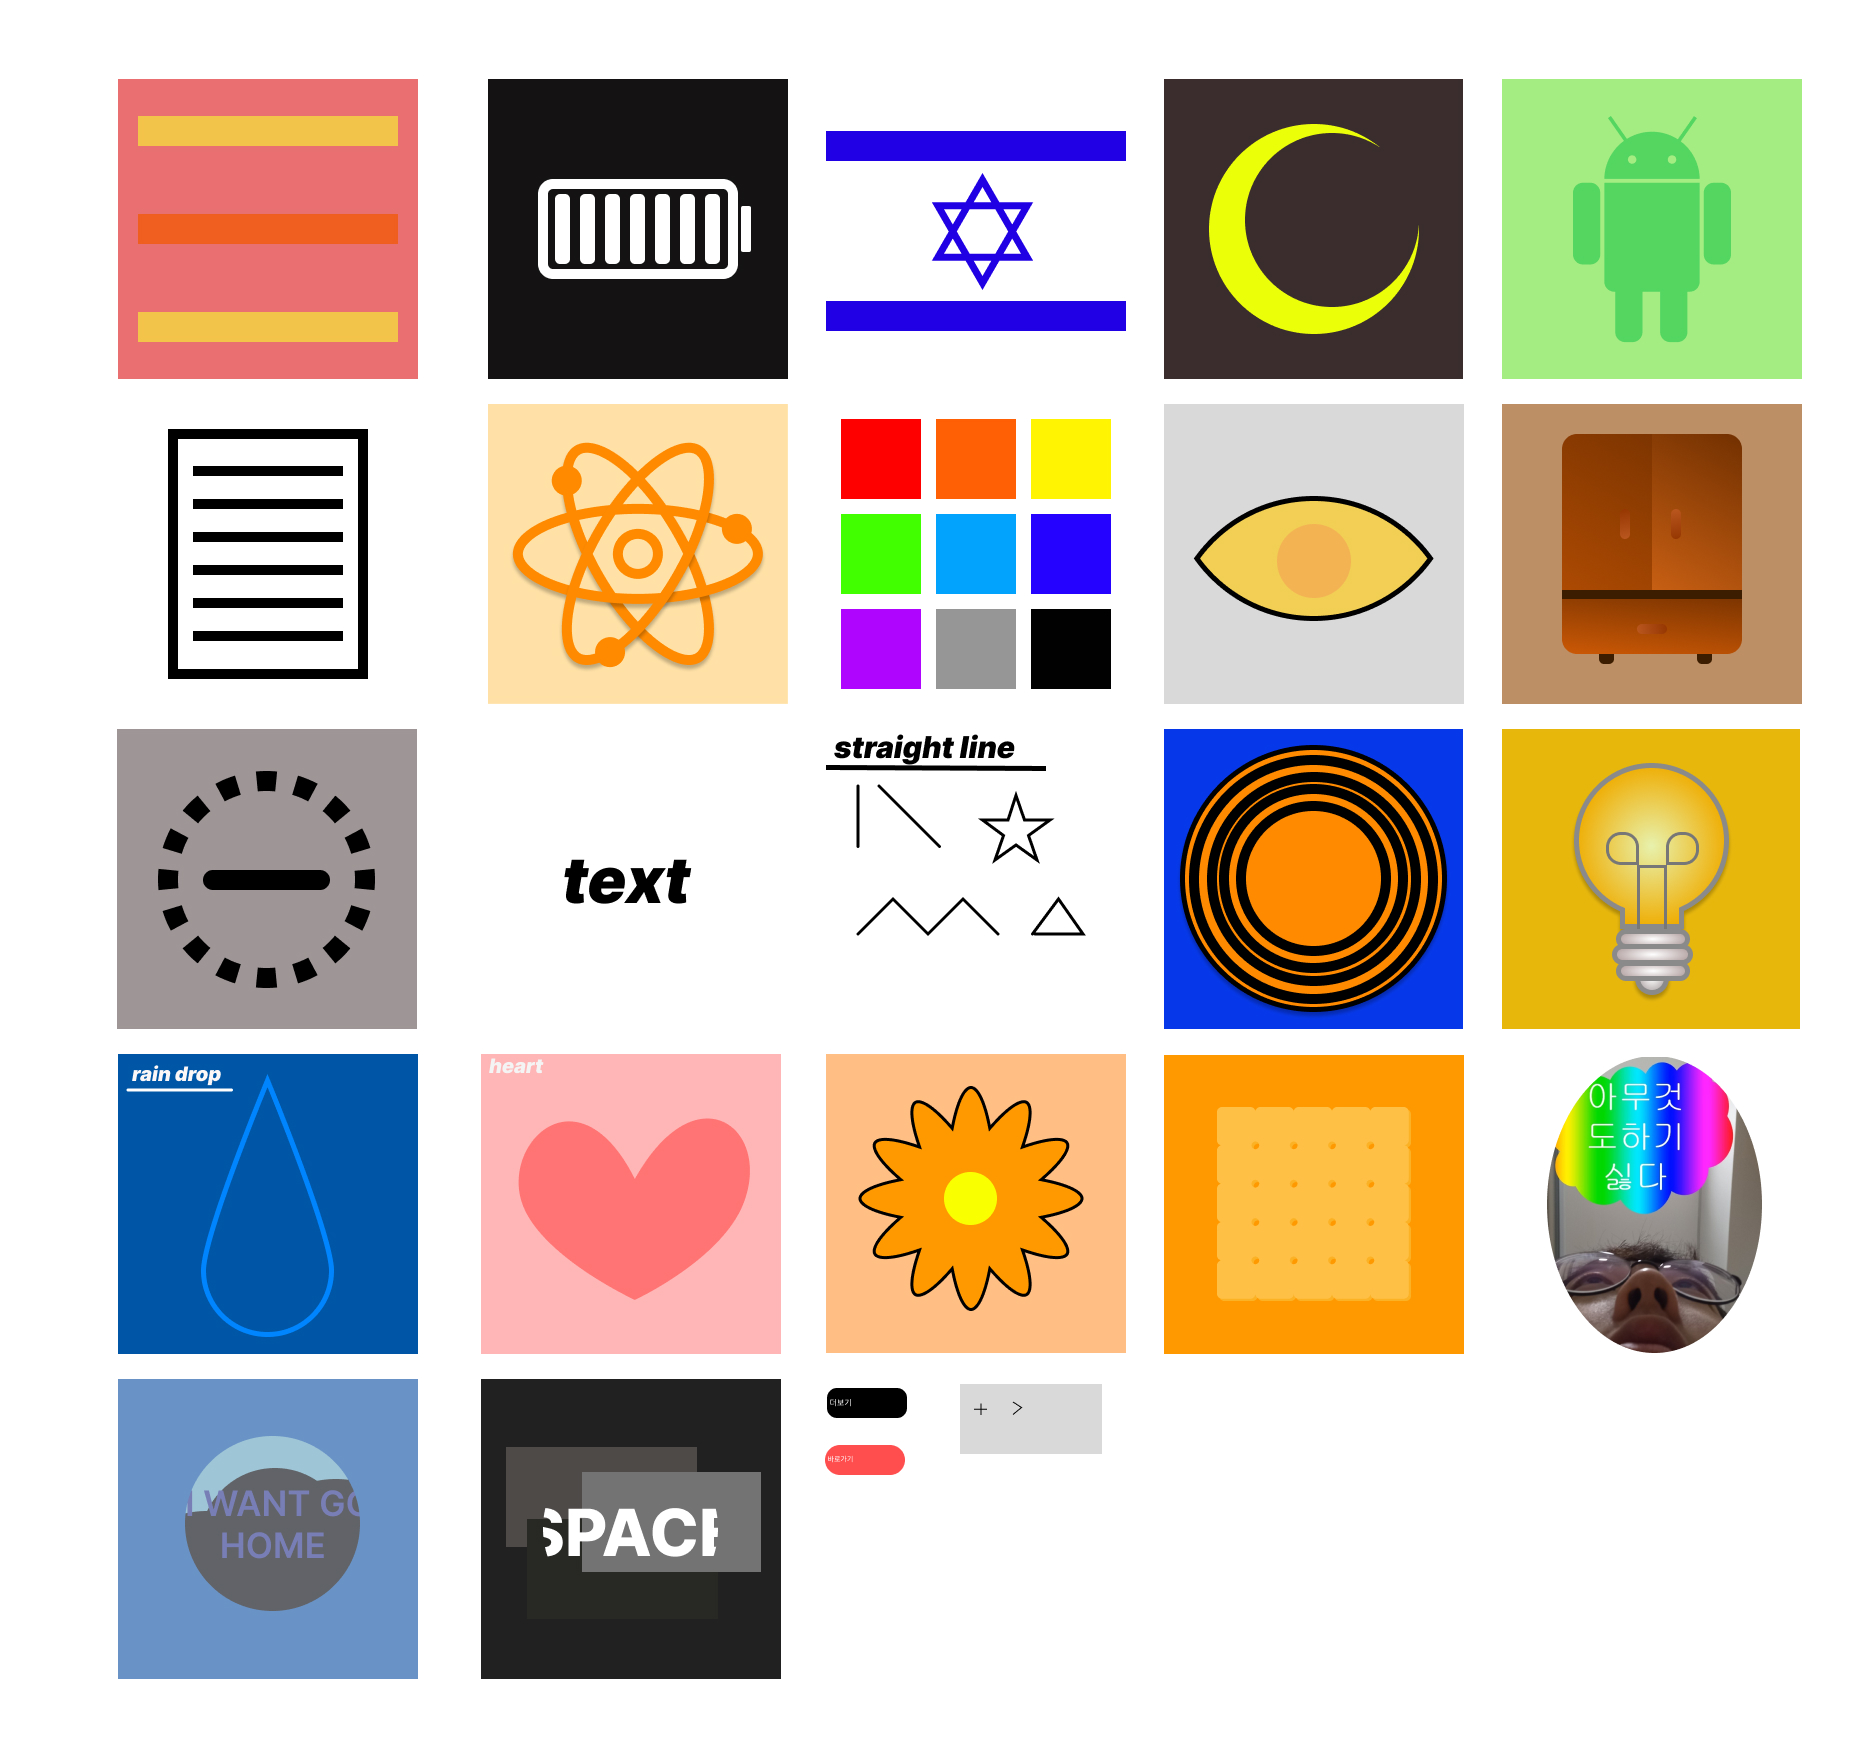 text
straight line
rain drop
heart
아무것
도하기
싫다
I WANT GO
HOME
SPACE
더보기
바로가기
+ >